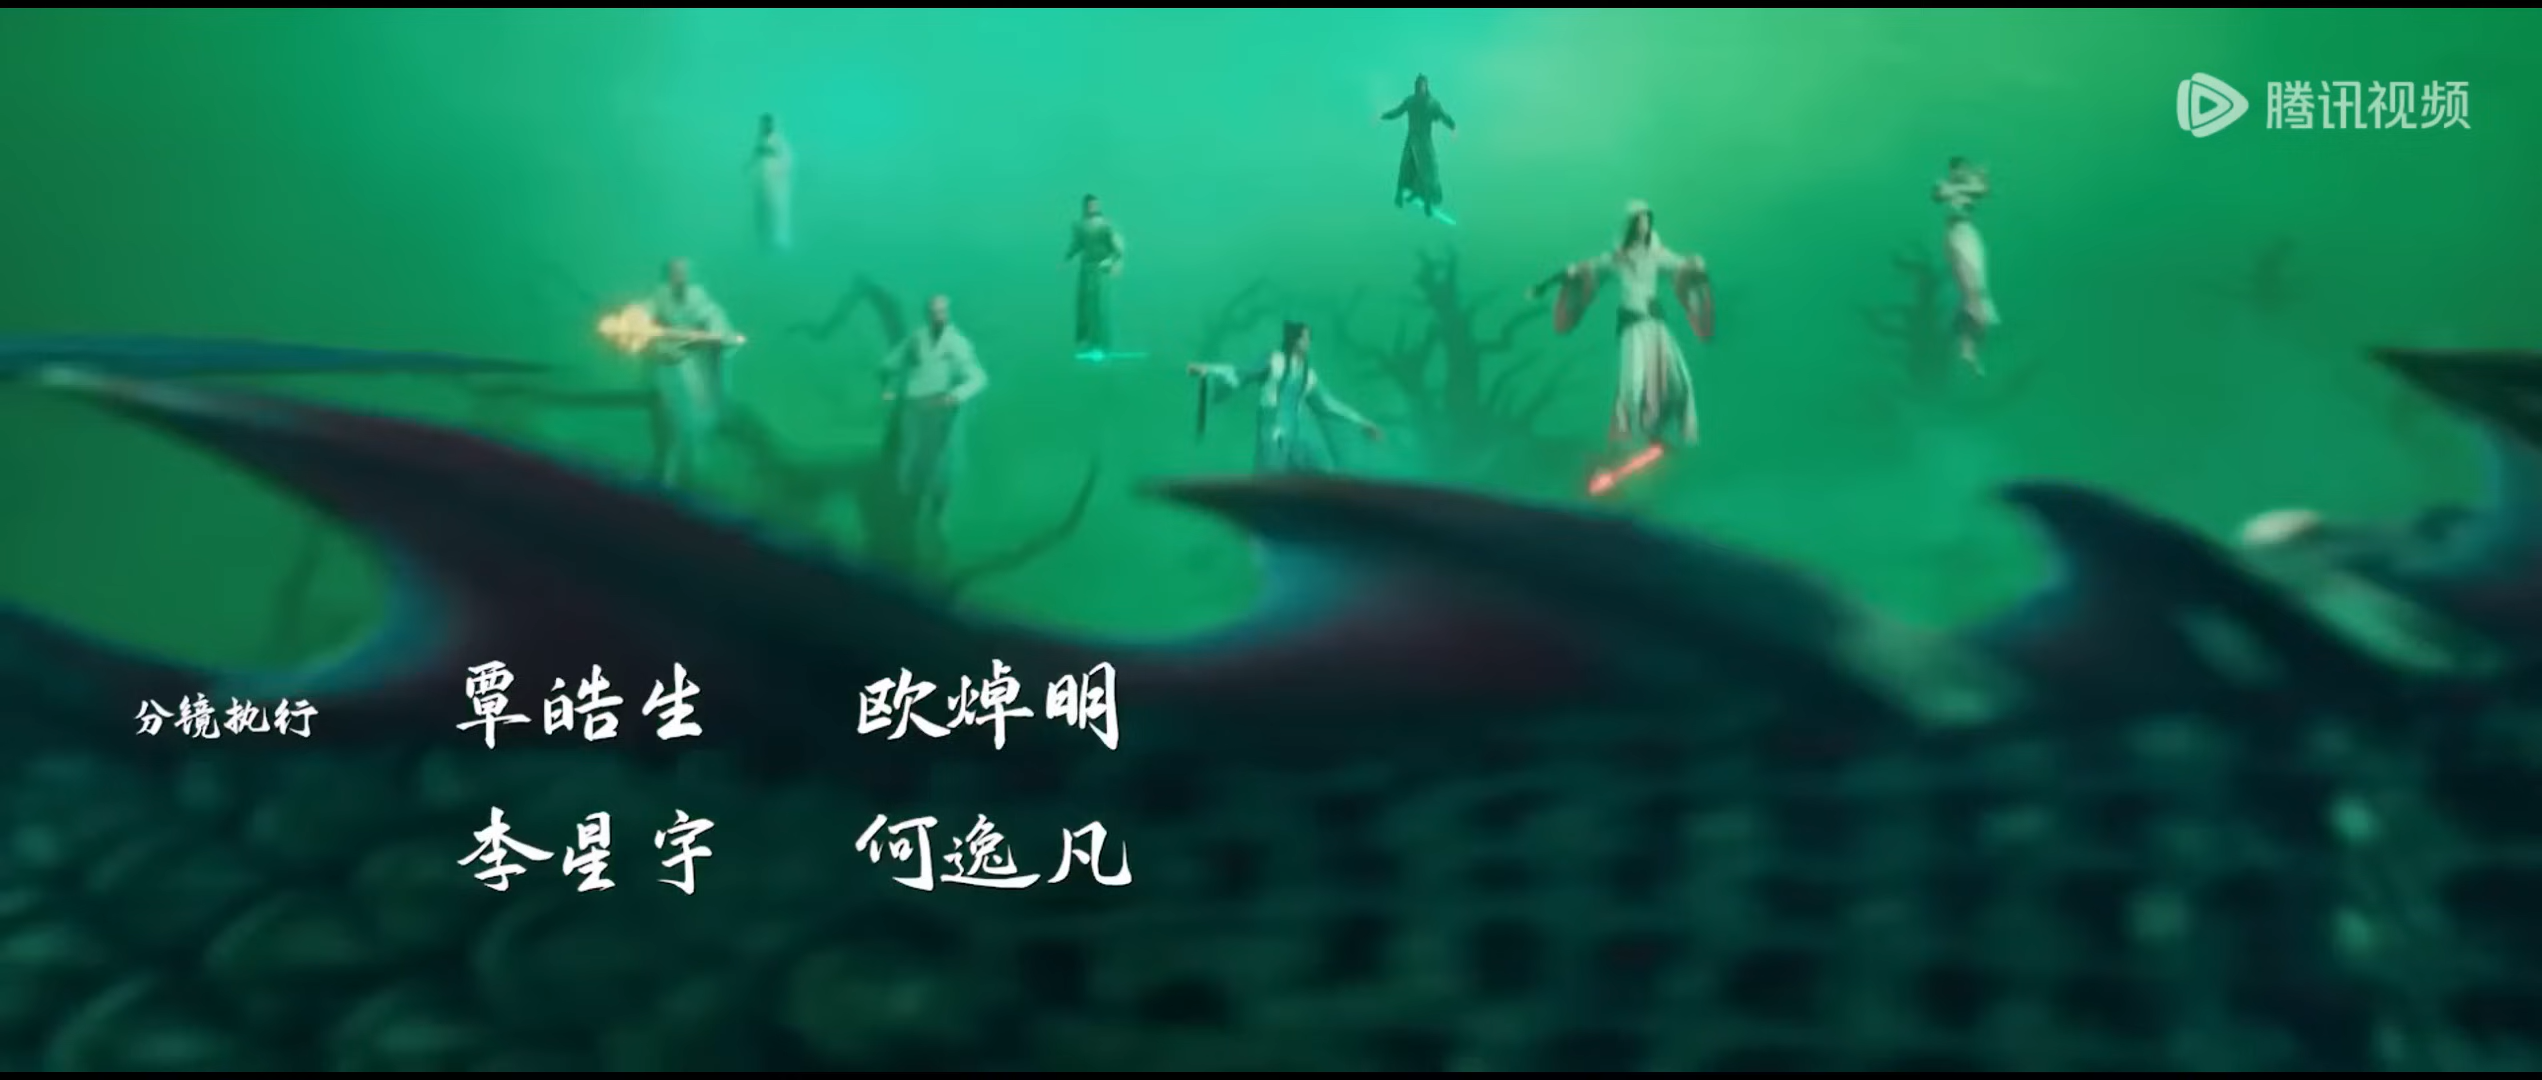 腾讯视频
分镜执行 覃皓生 欧焯明
李星宇 何逸凡